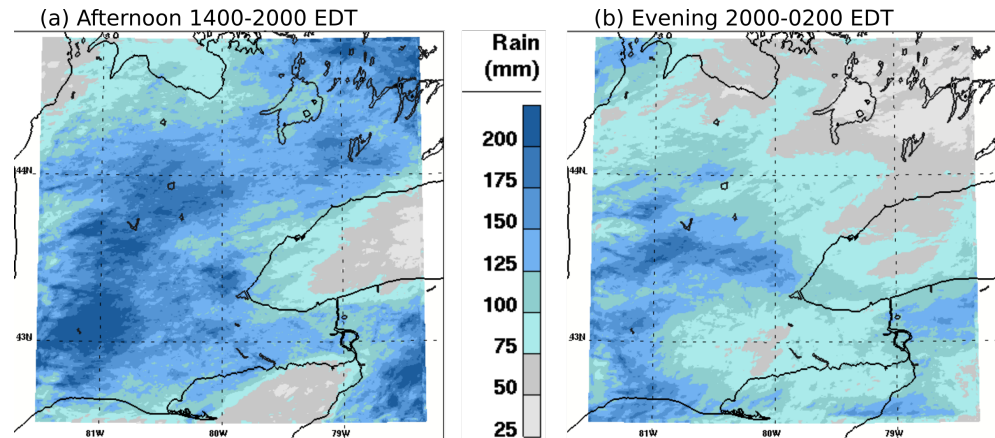 (a) Afternoon 1400-2000 EDT
(b) Evening 2000-0200 EDT
Rain
(mm)
200
175
150
125
100
75
50
25
44N
43N
81W
80W
79W
44N
43N
81W
80W
79W